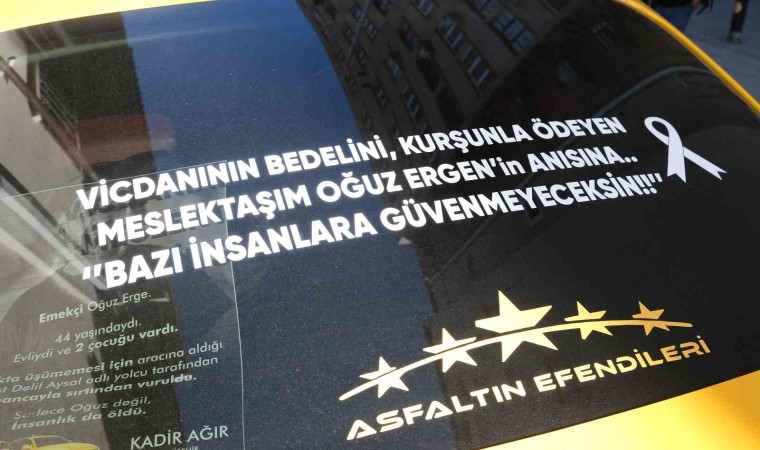 VİCDANININ BEDELİNİ, KURŞUNLA ÖDEYEN
MESLEKTAŞIM OĞUZ ERGEN'in ANISINA..
"BAZI İNSANLARA GÜVENMEYECEKSİN!!!"
Emekçi Oğuz Erge.
44 yaşındaydı.
Evliydi ve 2 çocuğu vardı.
üşümemesi için aracına aldığı
Delil Aysal adlı yolcu tarafından
sırtından vuruldu.
Sadece Oğuz değil,
İnsanlık da öldü.
KADİR AĞIR
ASFALTIN EFENDİLERİ